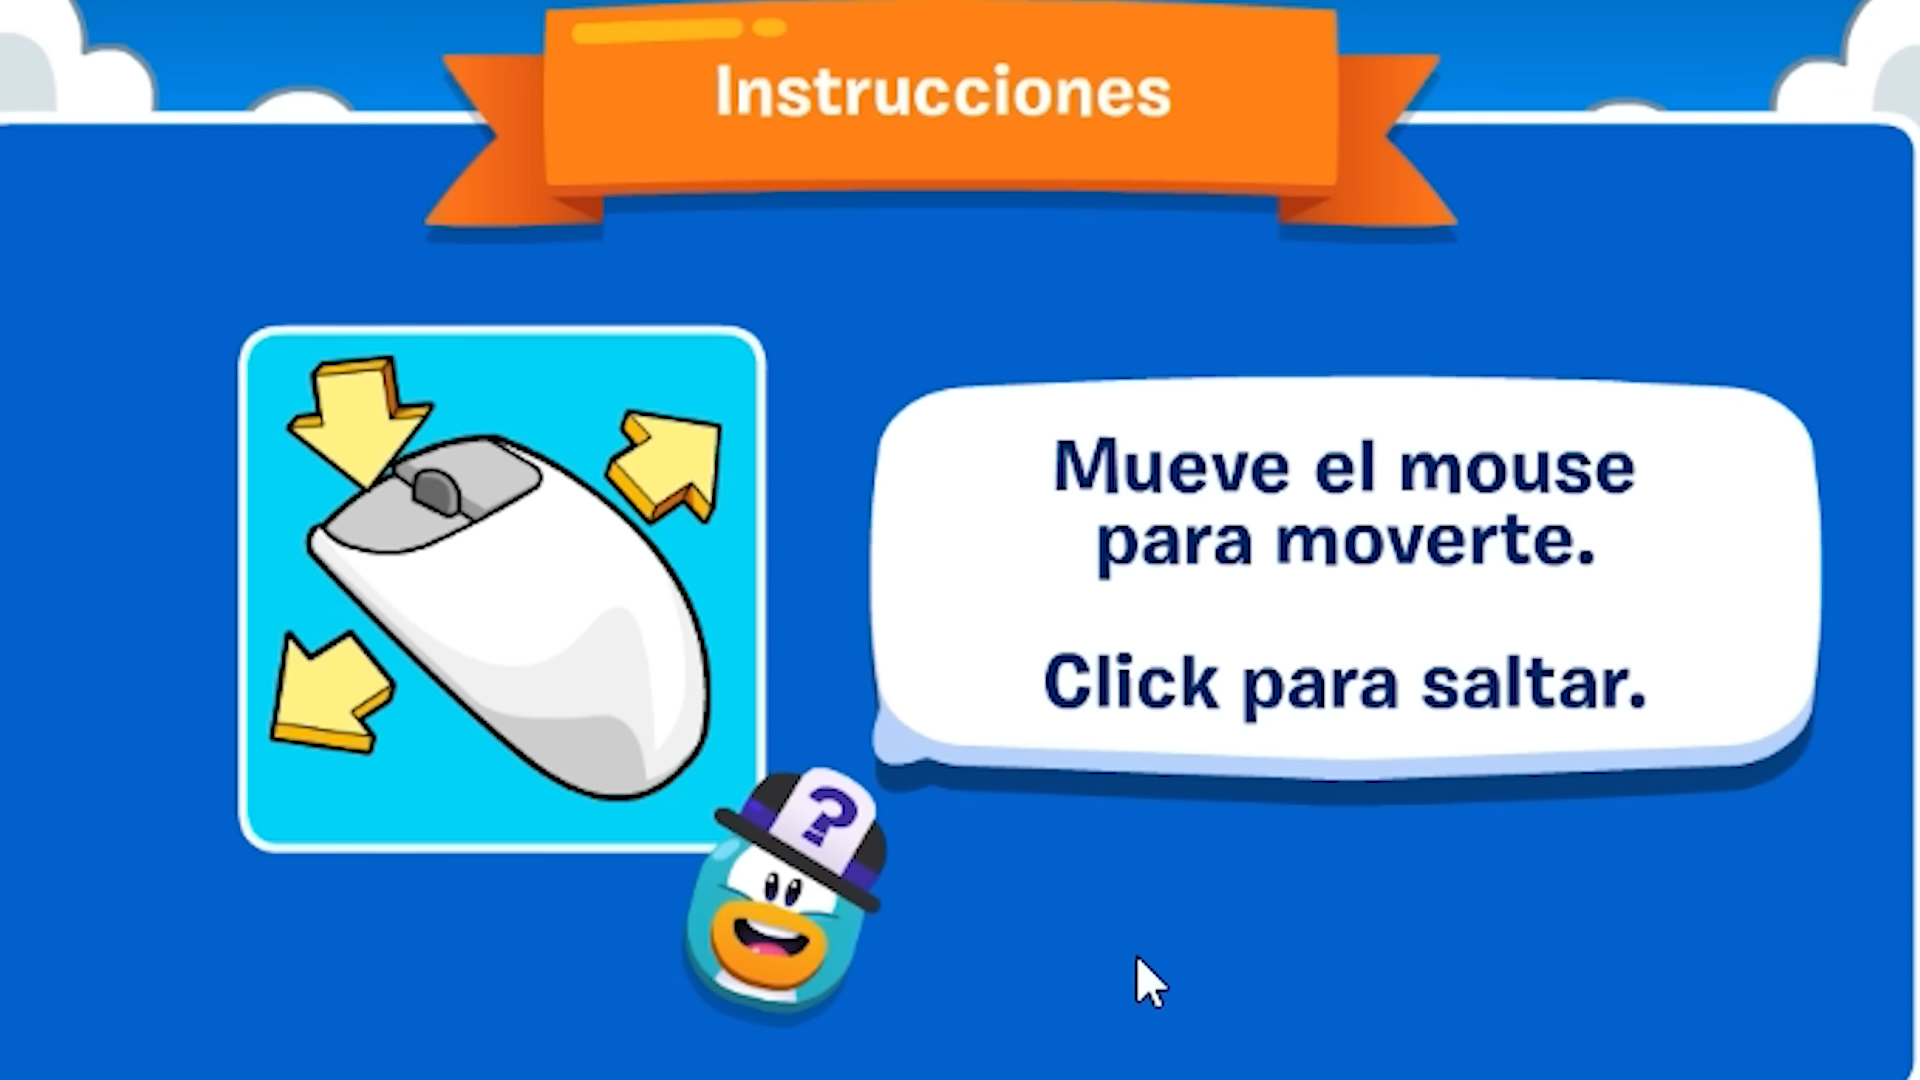 Instrucciones
Mueve el mouse
para moverte.
Click para saltar.
?